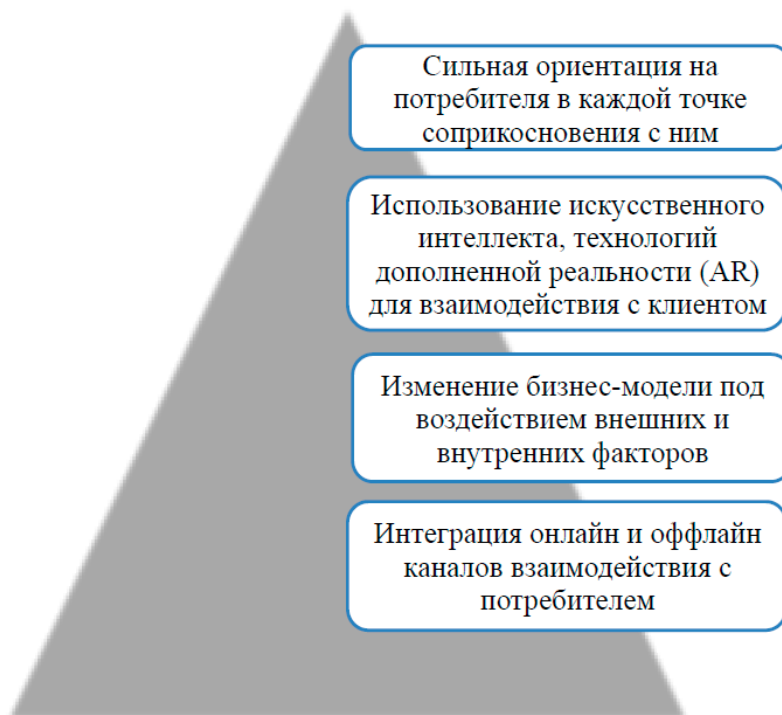 Сильная ориентация на
потребителя в каждой точке
соприкосновения с ним
Использование искусственного
интеллекта, технологий
дополненной реальности (AR)
для взаимодействия с клиентом
Изменение бизнес-модели под
воздействием внешних и
внутренних факторов
Интеграция онлайн и оффлайн
каналов взаимодействия с
потребителем